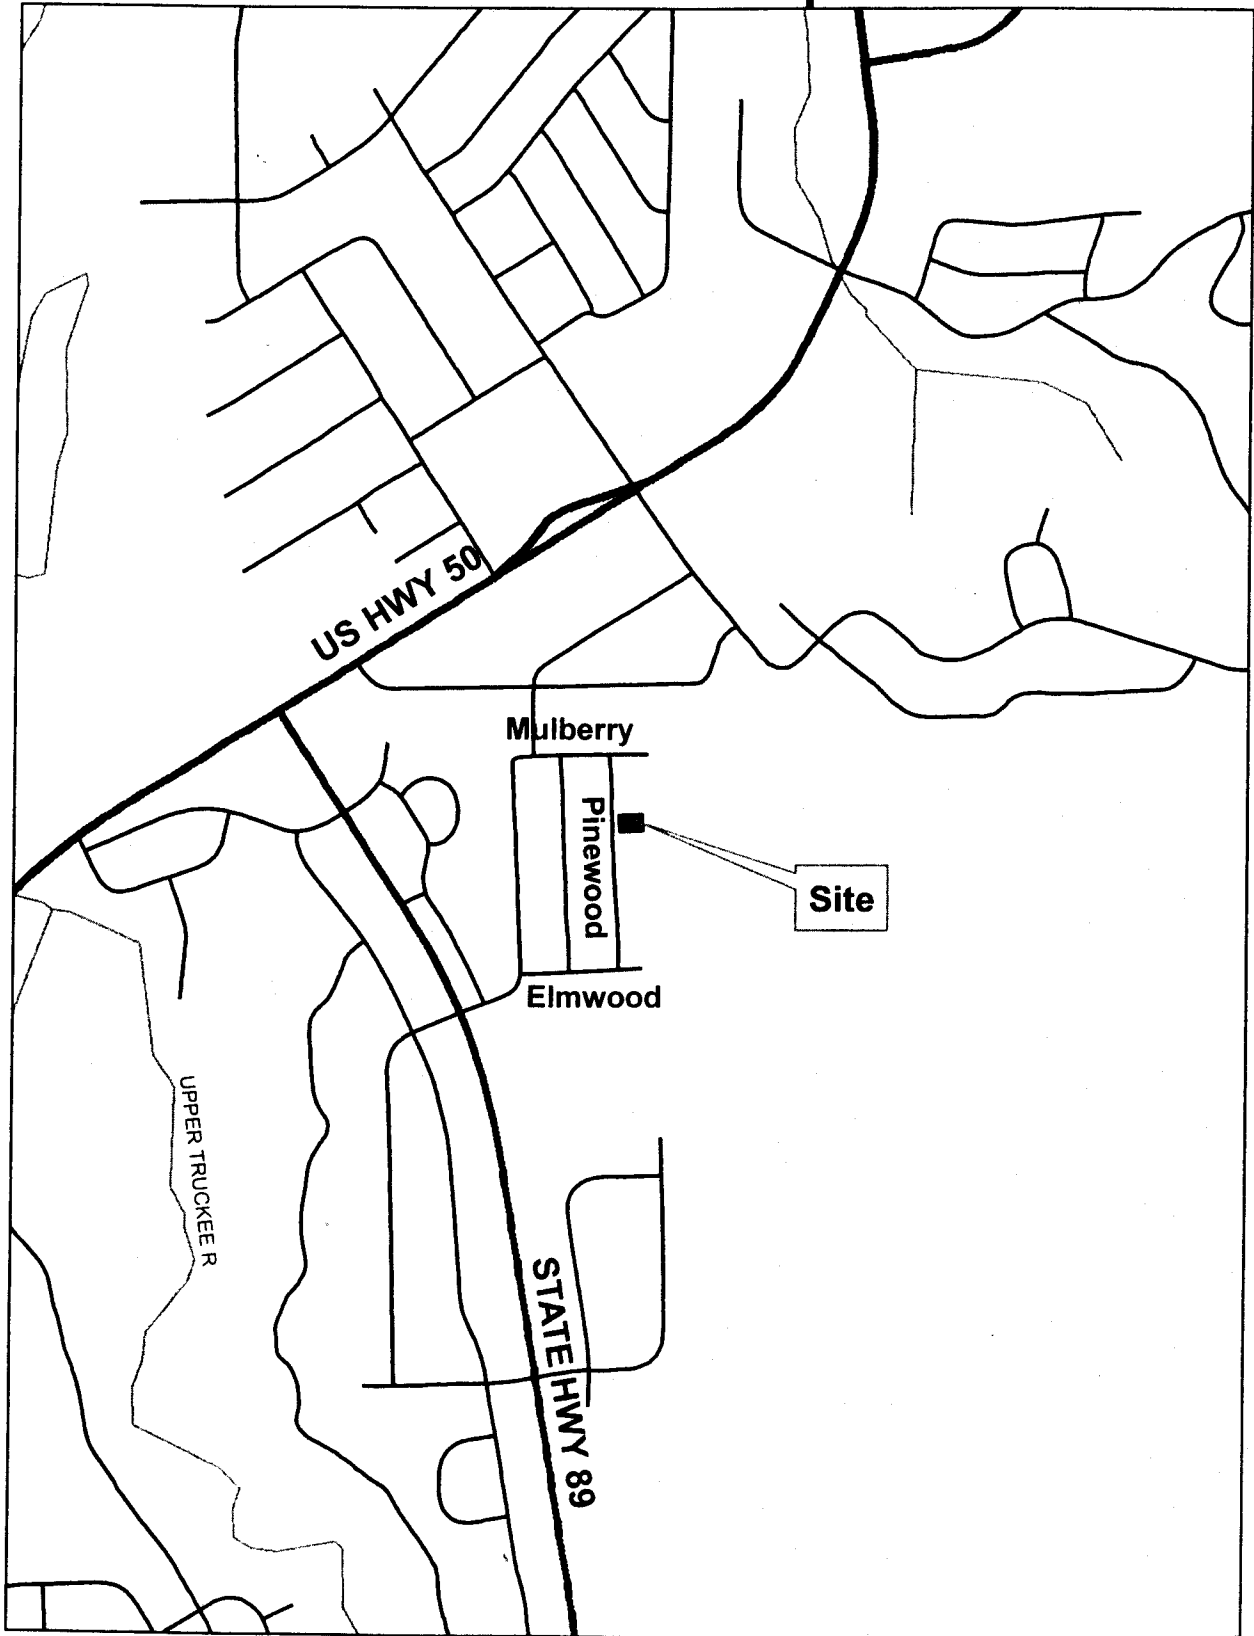 US HWY 50
Mulberry
Pinewood
Site
Elmwood
UPPER TRUCKEE R
STATE HWY 89